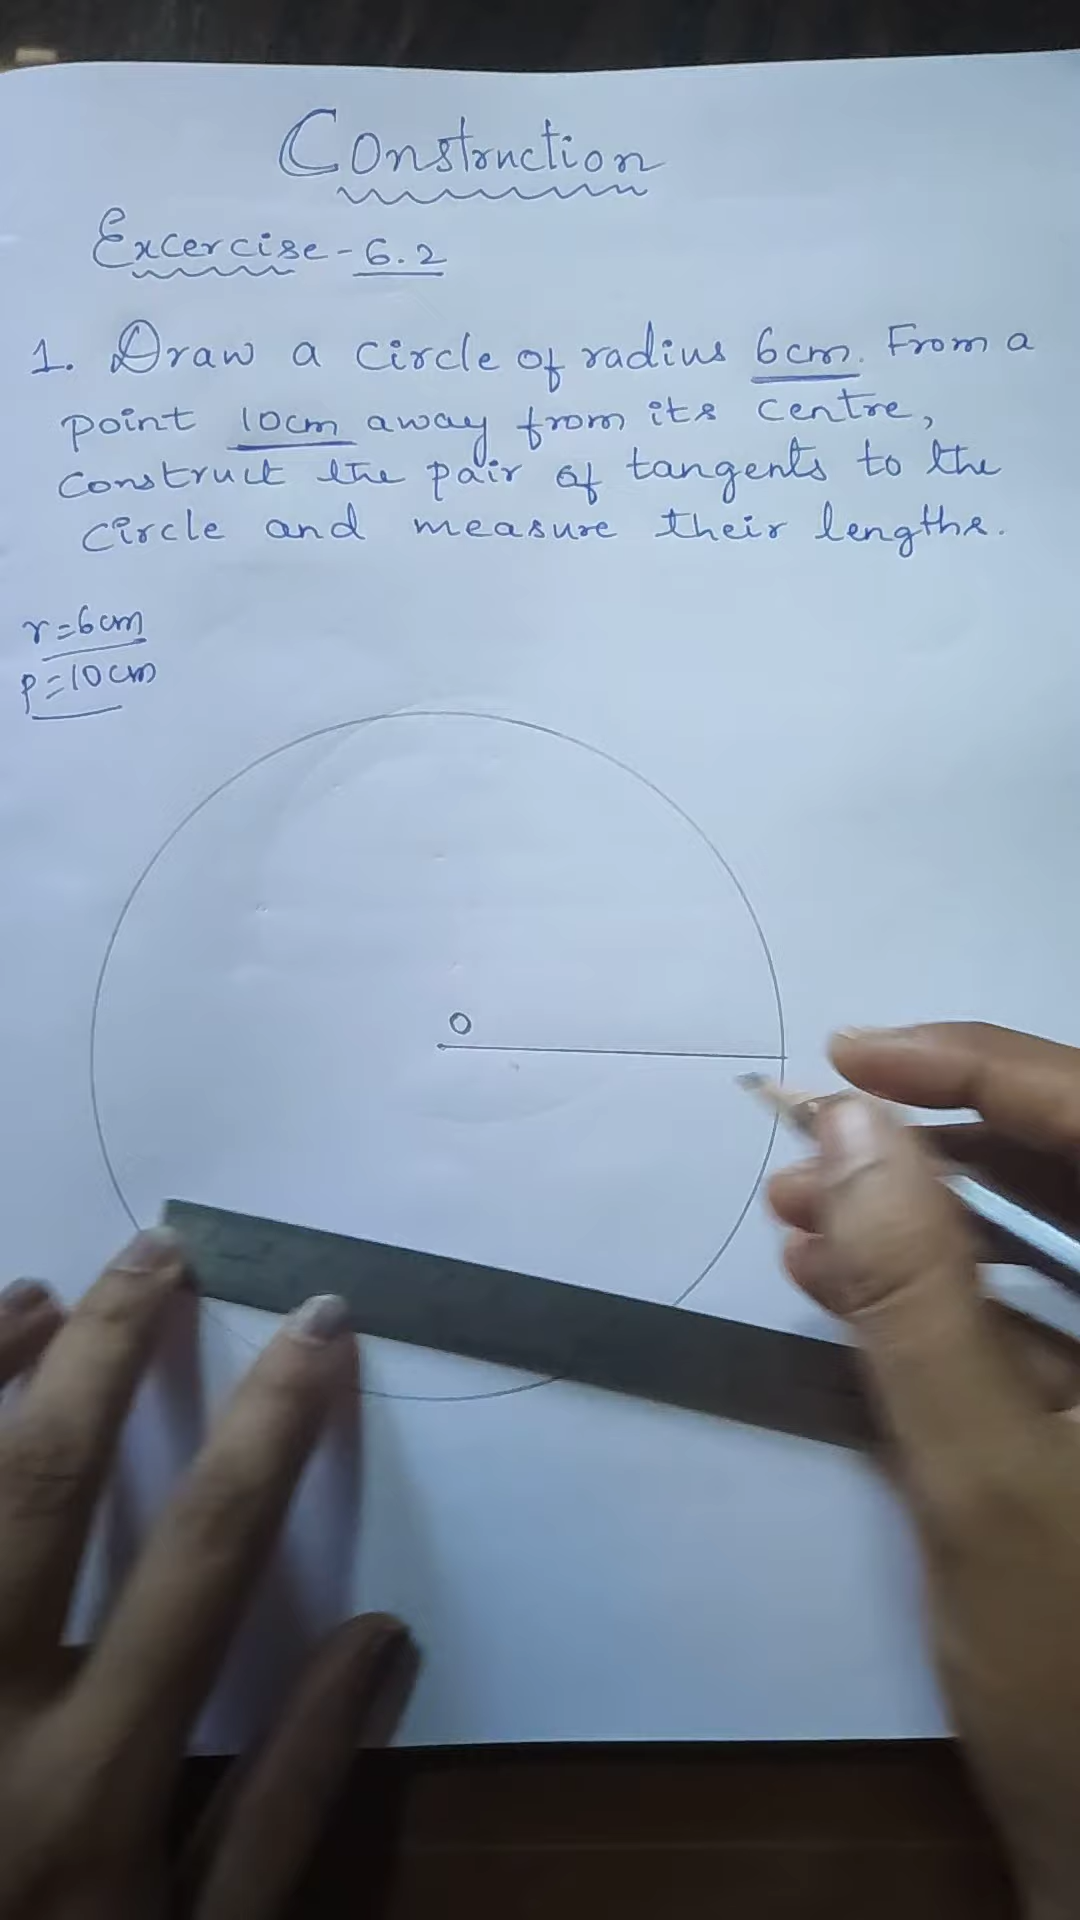 Construction
Excercise-6.2
1. Draw a circle of radius 6cm. From a
point 10cm away from its centre,
construct the pair of tangents to the
circle and measure their lengths.
r=6cm
P=10cm
O